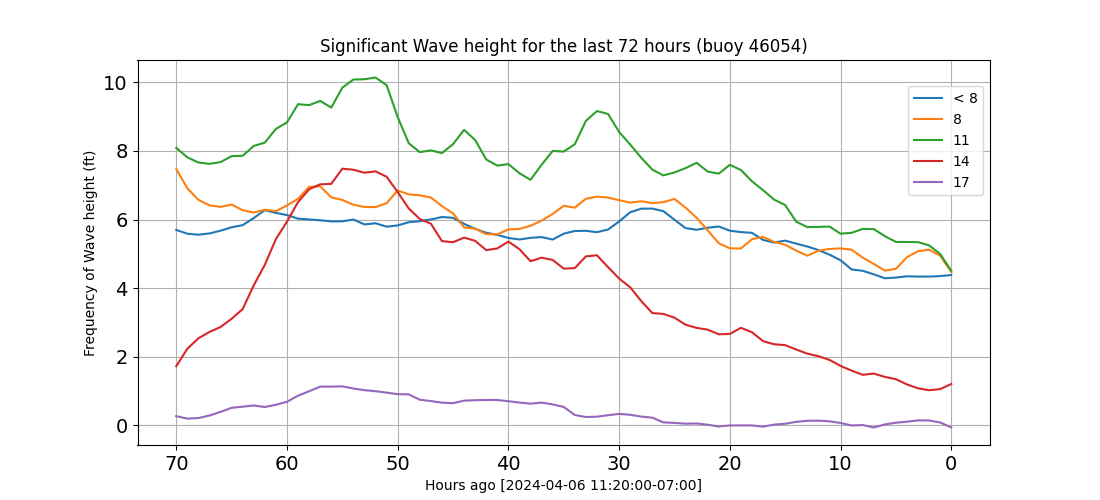 Significant Wave height for the last 72 hours (buoy 46054)
Frequency of Wave height (ft)
10
8
6
4
2
0
< 8
8
11
14
17
70 60 50 40 30 20 10 0
Hours ago [2024-04-06 11:20:00-07:00]